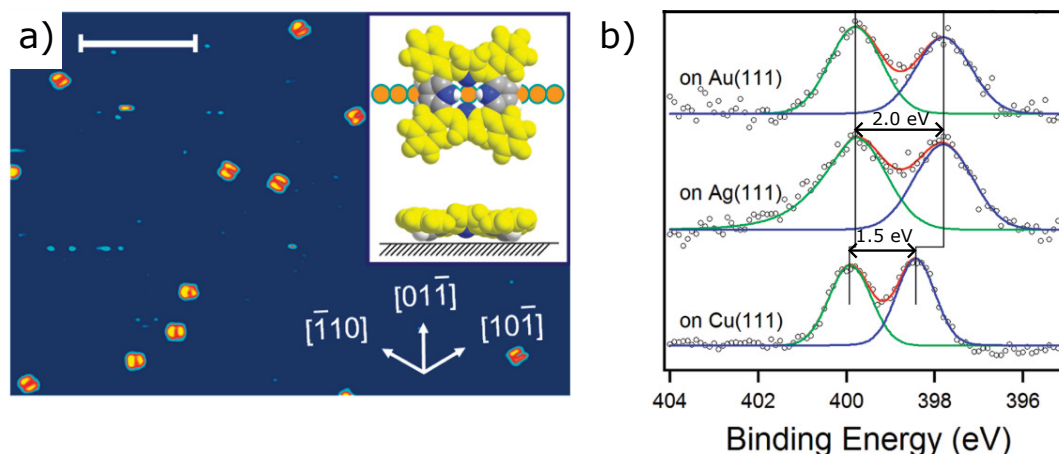 a)
[01̄1̄]
[1̄10]
[101̄]
b)
on Au(111)
2.0 eV
on Ag(111)
1.5 eV
on Cu(111)
404
402
400
398
396
Binding Energy (eV)